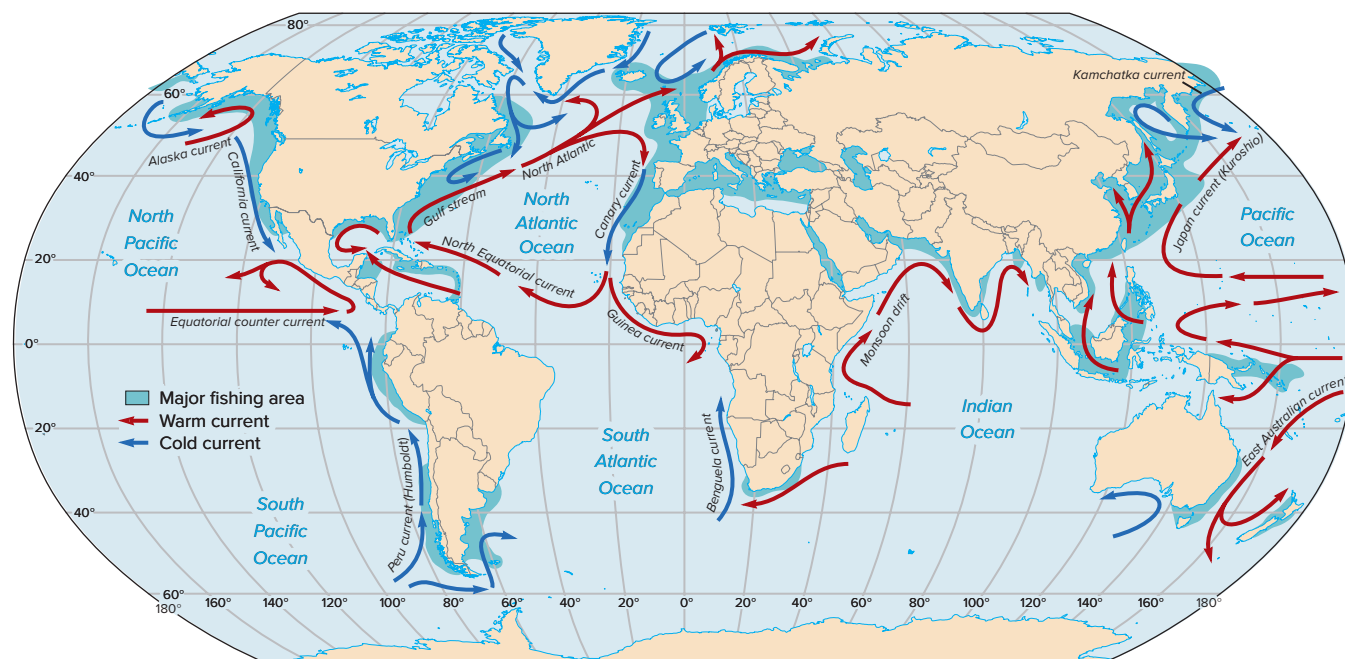 80°
Kamchatka current
60°
Alaska current
California current
North Atlantic
Gulf stream
Canary current
Japan current (Kuroshio)
40°
North
Pacific
Ocean
North
Atlantic
Ocean
Pacific
Ocean
North Equatorial current
20°
Equatorial counter current
Guinea current
Monsoon drift
0°
Major fishing area
Warm current
Cold current
Indian
Ocean
East Australian current
20°
South
Atlantic
Ocean
Benguela current
Peru current (Humboldt)
South
Pacific
Ocean
40°
60°
180°
160°
140°
120°
100°
80°
60°
40°
20°
0°
20°
40°
60°
80°
100°
120°
140°
160°
180°